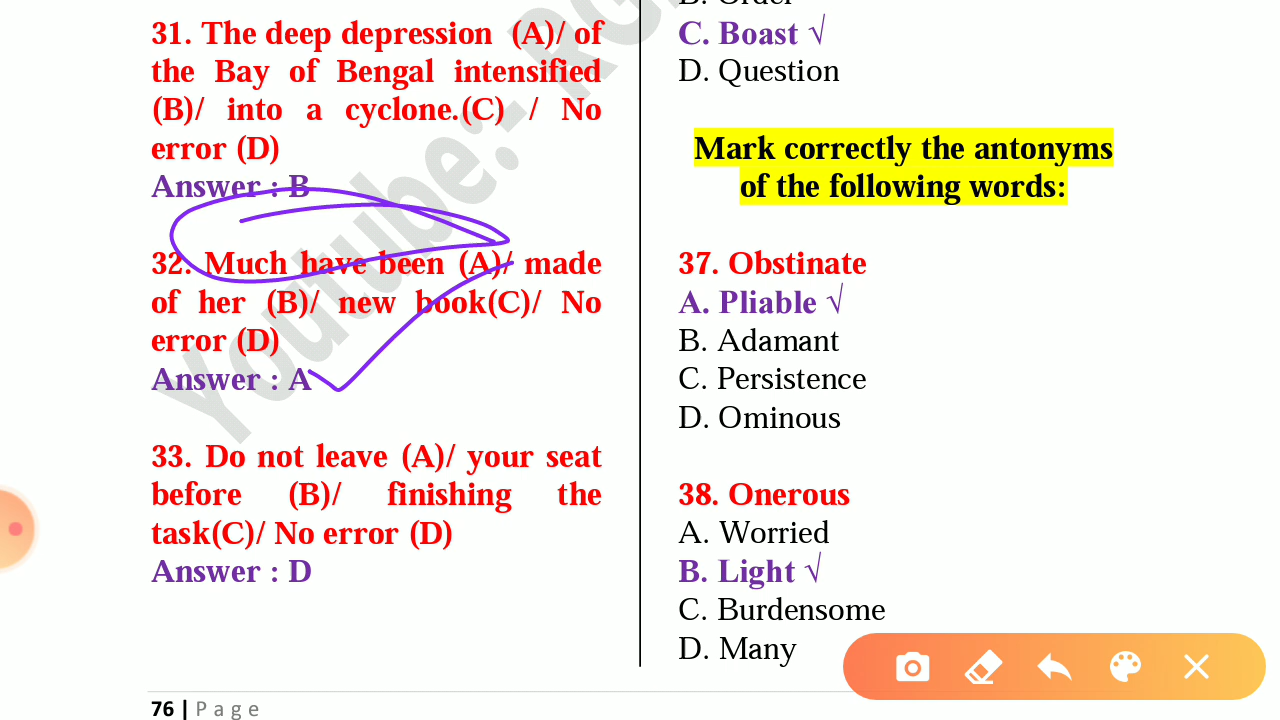 31. The deep depression (A)/ of
the Bay of Bengal intensified
(B)/ into a cyclone.(C) / No
error (D)
Answer : B
32. Much have been (A)/ made
of her (B)/ new book(C)/ No
error (D)
Answer : A
33. Do not leave (A)/ your seat
before (B)/ finishing the
task(C)/ No error (D)
Answer : D
B. Order
C. Boast √
D. Question
Mark correctly the antonyms
of the following words:
37. Obstinate
A. Pliable √
B. Adamant
C. Persistence
D. Ominous
38. Onerous
A. Worried
B. Light √
C. Burdensome
D. Many
76 | Page
Youtube:-